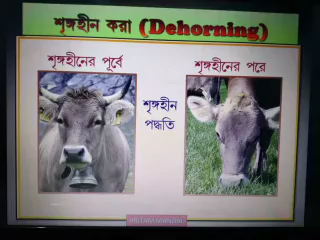 শৃঙ্গহীন করা (Dehorning)
শৃঙ্গহীনের পূর্বে
শৃঙ্গহীনের পরে
শৃঙ্গহীন
পদ্ধতি